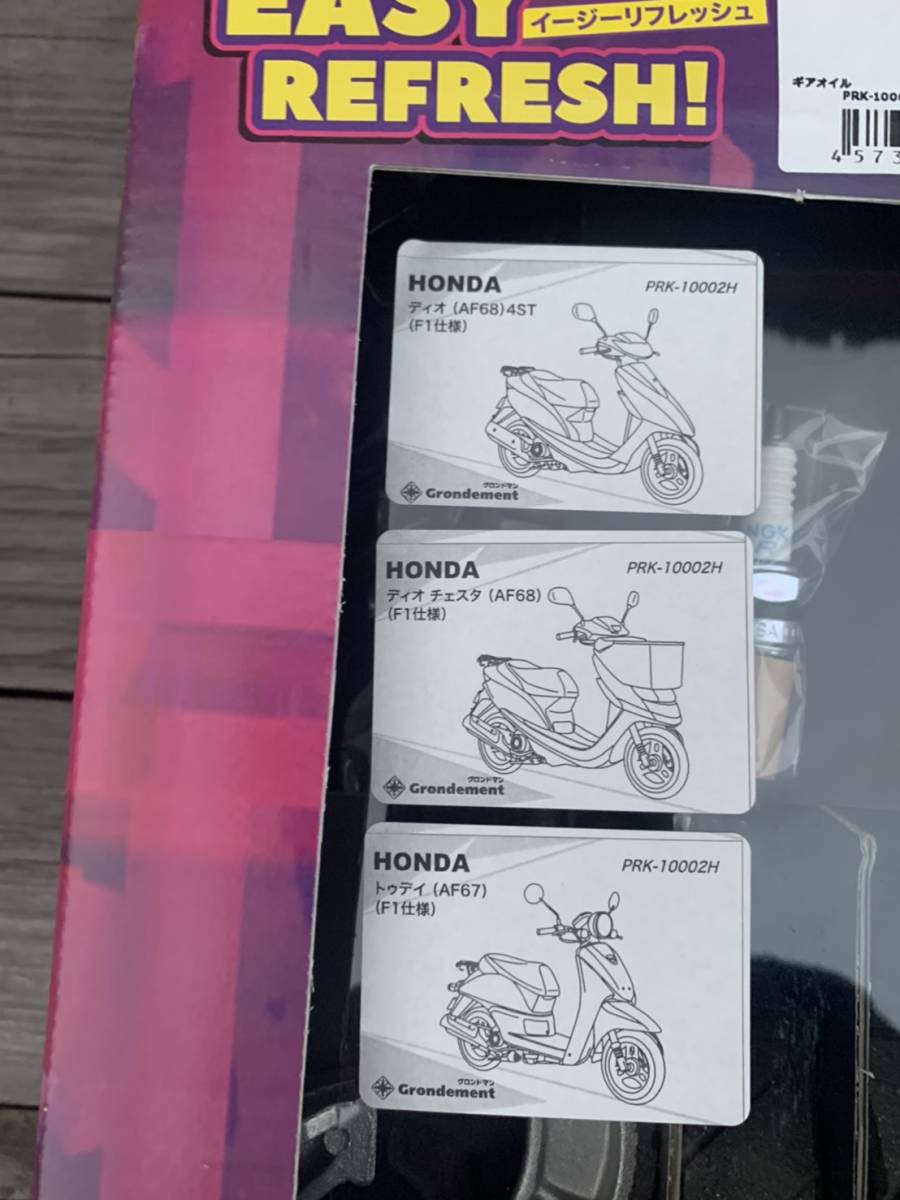 EASY
イージーリフレッシュ
REFRESH!
ギアオイル
PRK-100
4573
HONDA
PRK-10002H
ディオ (AF68)4ST
(F1仕様)
グロンドマン
Grondement
NGK
HONDA
PRK-10002H
ディオ チェスタ (AF68)
(F1仕様)
グロンドマン
Grondement
HONDA
PRK-10002H
トゥデイ (AF67)
(F1仕様)
グロンドマン
Grondement